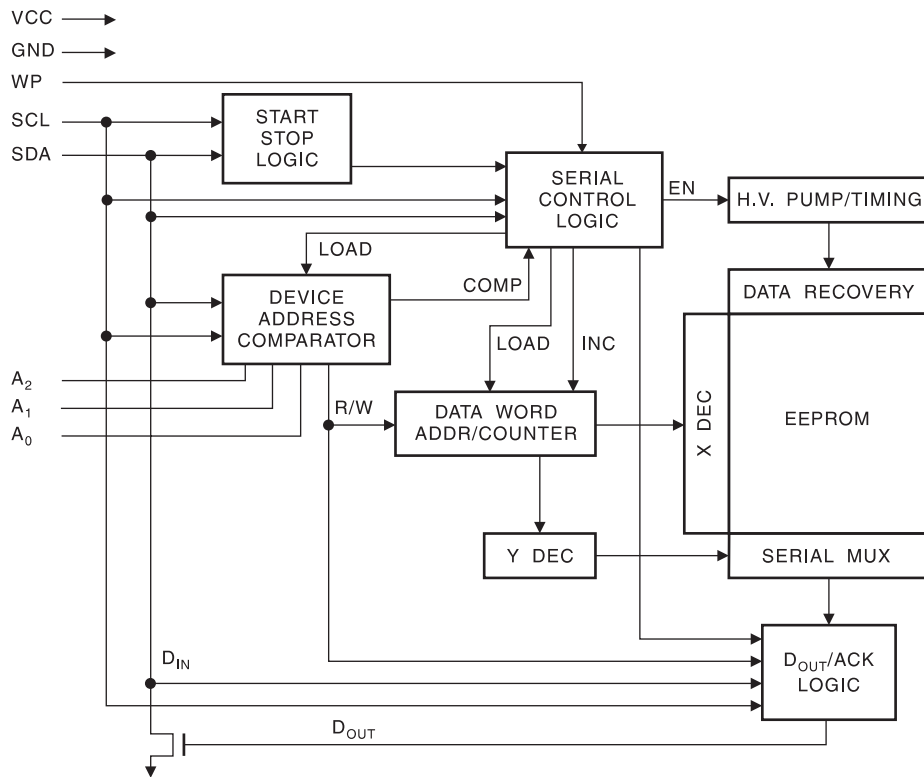 VCC
GND
WP
SCL
SDA
START
STOP
LOGIC
SERIAL
CONTROL
LOGIC
EN
H.V. PUMP/TIMING
LOAD
COMP
DEVICE
ADDRESS
COMPARATOR
DATA RECOVERY
LOAD
INC
A2
A1
A0
R/W
DATA WORD
ADDR/COUNTER
X DEC
EEPROM
Y DEC
SERIAL MUX
DIN
DOUT/ACK
LOGIC
DOUT